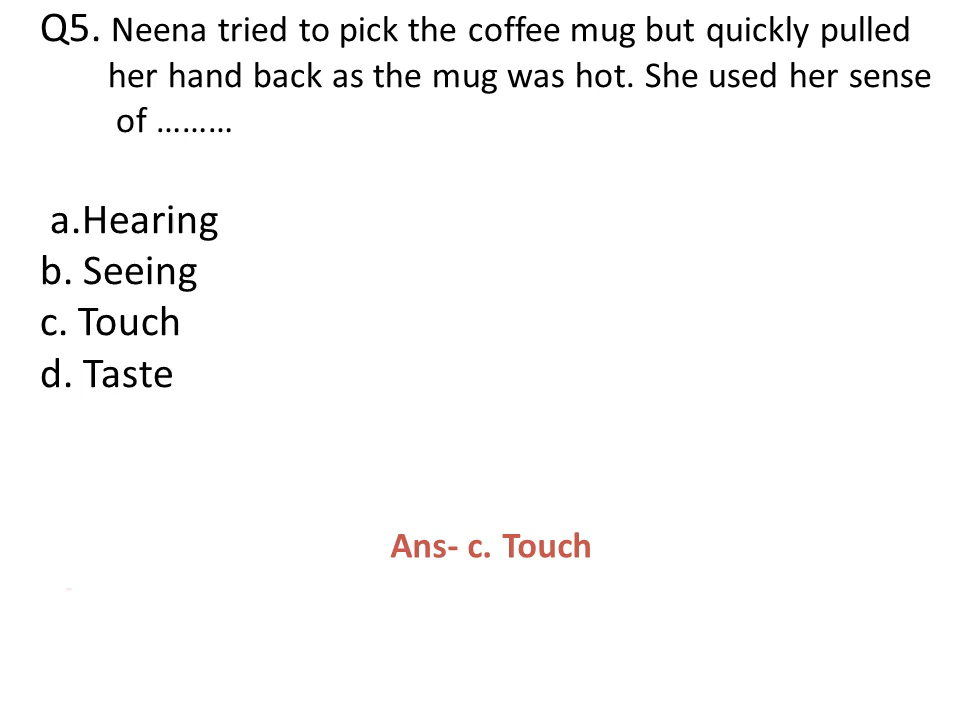 Q5. Neena tried to pick the coffee mug but quickly pulled
her hand back as the mug was hot. She used her sense
of ………
a.Hearing
b. Seeing
c. Touch
d. Taste
Ans- c. Touch